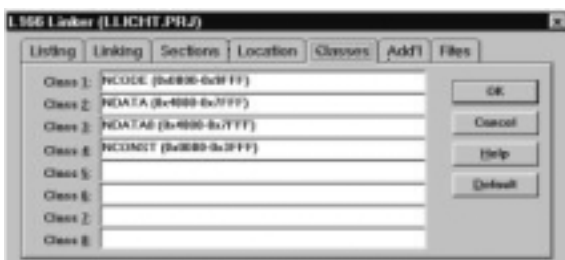 L166 Linker (LLICHT.PRJ)
Listing Linking Sections Location Classes Add'l Files
Class 1: NCODE
Class 2: NDATA (0x4000-0x7FFF)
Class 3: NDATA0 (0x4000-0x7FFF)
Class 4: NCONST (0x0000-0x3FFF)
Class 5:
Class 6:
Class 7:
Class 8:
OK
Cancel
Help
Default